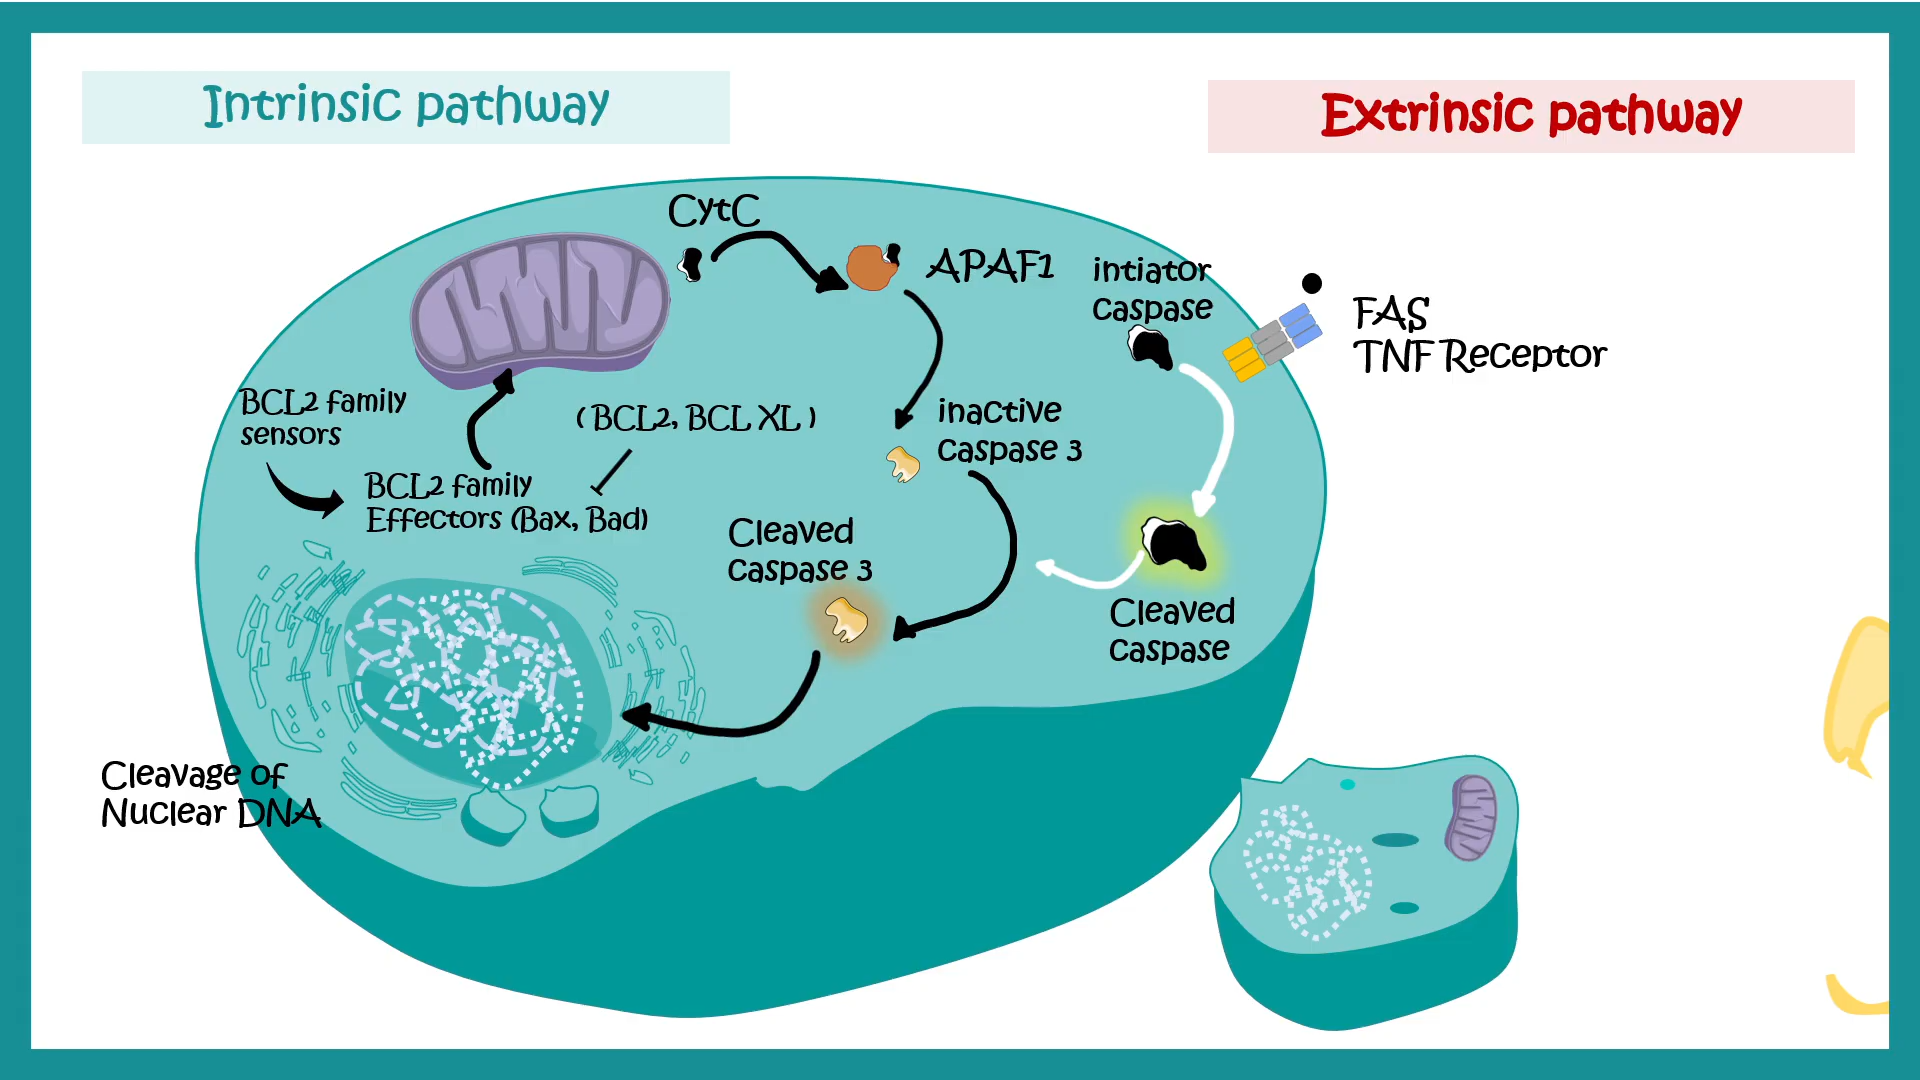 Intrinsic pathway
Extrinsic pathway
CytC
APAF1
intiator
caspase
FAS
TNF Receptor
BCL2 family
sensors
( BCL2, BCL XL )
inactive
caspase 3
BCL2 family
Effectors (Bax, Bad)
Cleaved
caspase 3
Cleaved
caspase
Cleavage of
Nuclear DNA